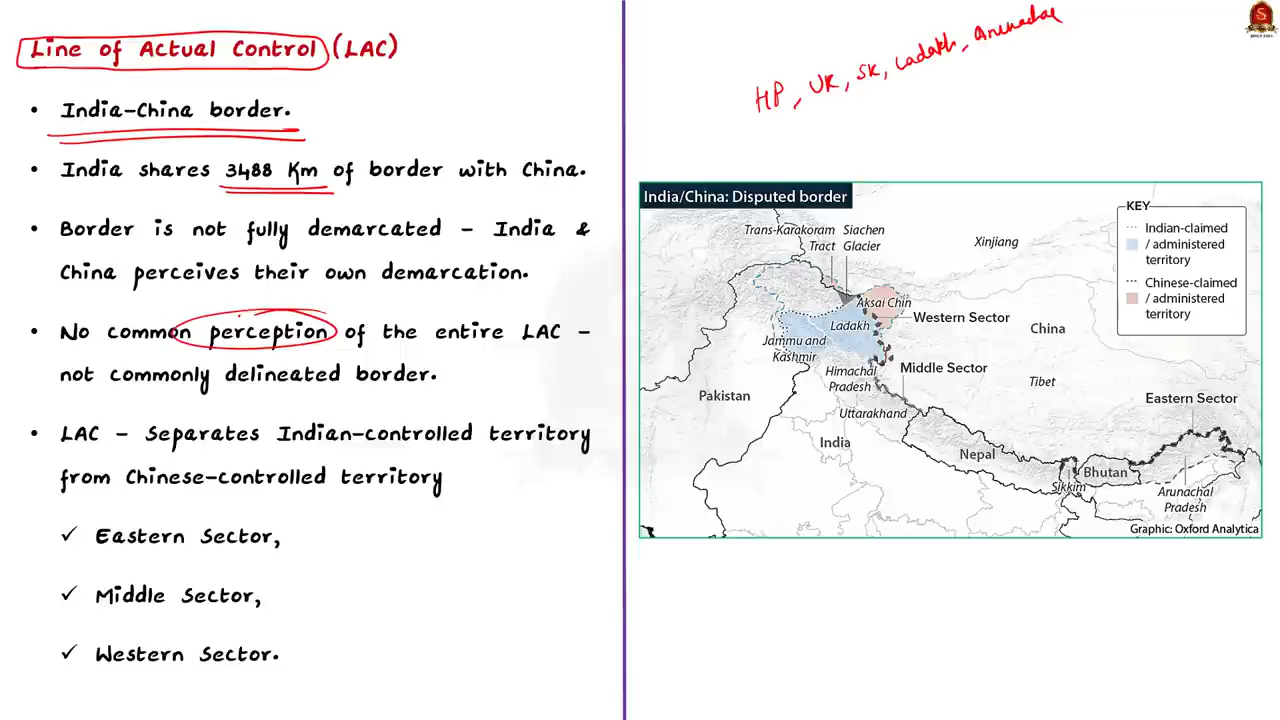 Line of Actual Control (LAC)
• India-China border.
• India shares 3488 Km of border with China.
• Border is not fully demarcated - India &
China perceives their own demarcation.
• No common perception of the entire LAC -
not commonly delineated border.
• LAC - Separates Indian-controlled territory
from Chinese-controlled territory
✓ Eastern Sector,
✓ Middle Sector,
✓ Western Sector.
HP, UK, SK, Ladakh,
India/China: Disputed border
KEY
Indian-claimed
/ administered
territory
Chinese-claimed
/ administered
territory
Trans-Karakoram
Tract
Siachen
Glacier
Xinjiang
Aksai Chin
Western Sector
Ladakh
China
Jammu and
Kashmir
Himachal
Pradesh
Middle Sector
Tibet
Pakistan
Uttarakhand
Eastern Sector
India
Nepal
Sikkim
Bhutan
Arunachal
Pradesh
Graphic: Oxford Analytica